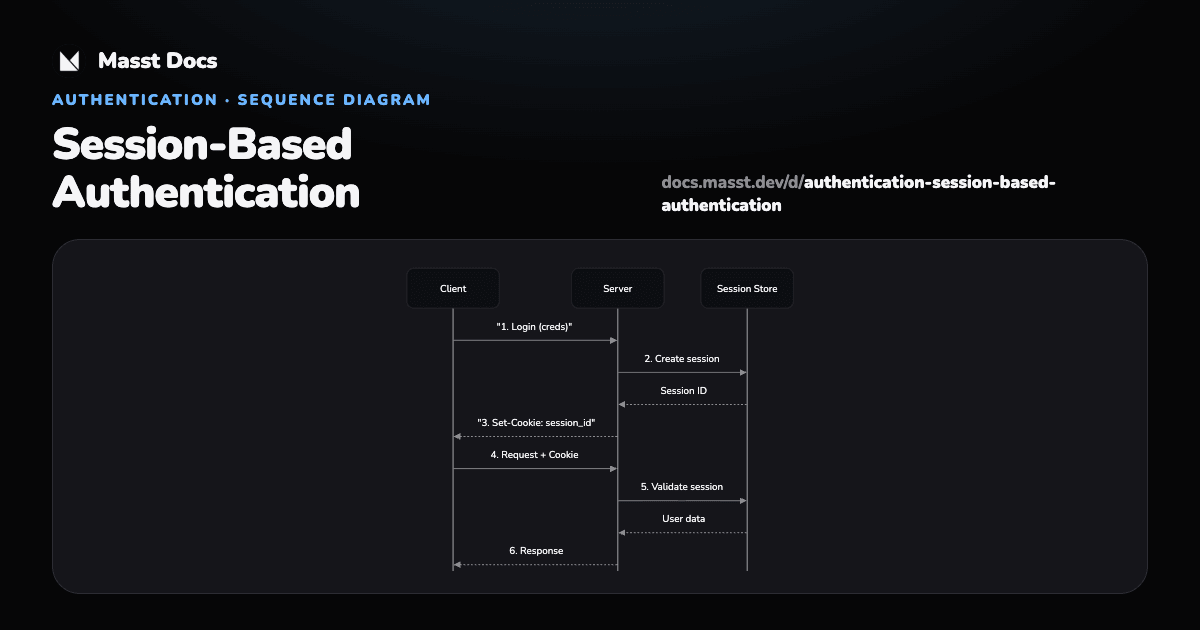 Masst Docs
AUTHENTICATION · SEQUENCE DIAGRAM
Session-Based
Authentication
docs.masst.dev/d/authentication-session-based-
authentication
Client
Server
Session Store
"1. Login (creds)"
2. Create session
Session ID
"3. Set-Cookie: session_id"
4. Request + Cookie
5. Validate session
User data
6. Response